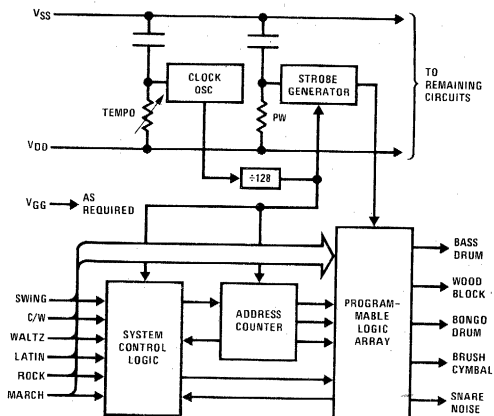 VSS
CLOCK
OSC
STROBE
GENERATOR
TO
REMAINING
CIRCUITS
TEMPO
PW
VDD
÷128
VGG
AS
REQUIRED
SWING
C/W
WALTZ
LATIN
ROCK
MARCH
SYSTEM
CONTROL
LOGIC
ADDRESS
COUNTER
PROGRAM-
MABLE
LOGIC
ARRAY
BASS
DRUM
WOOD
BLOCK
BONGO
DRUM
BRUSH
CYMBAL
SNARE
NOISE